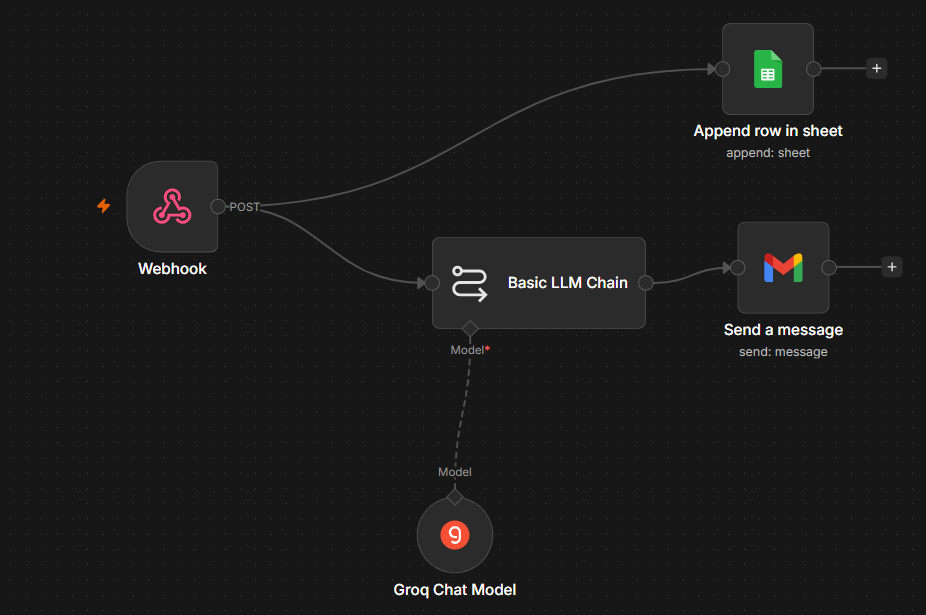 Append row in sheet
append: sheet
POST
Webhook
Basic LLM Chain
Model*
Send a message
send: message
Model
Groq Chat Model